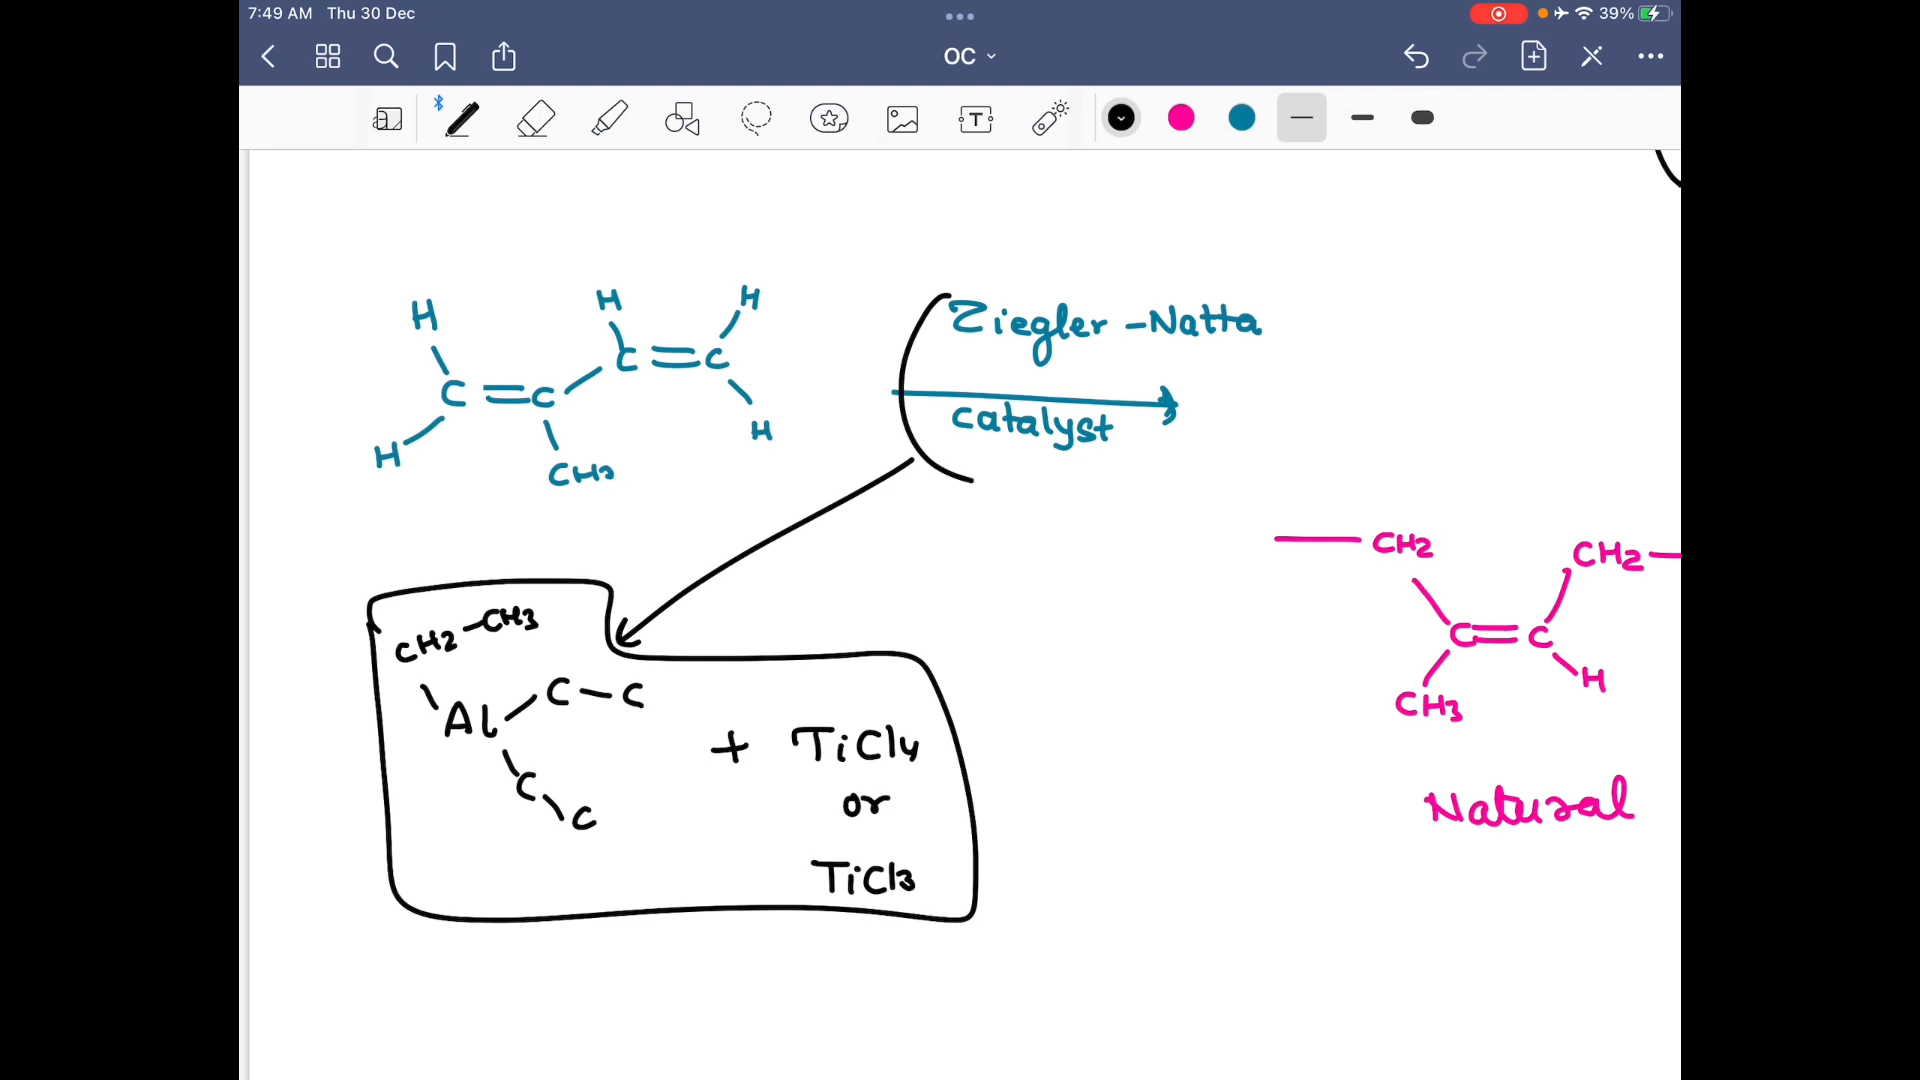 7:49 AM Thu 30 Dec
39%
OC
T
H H H
C = C C = C
H CH3 H
Ziegler - Natta
catalyst
CH2 - CH3
Al C - C
C C
+ TiCl4
or
TiCl3
CH2 CH2
C = C
CH3 H
Natural